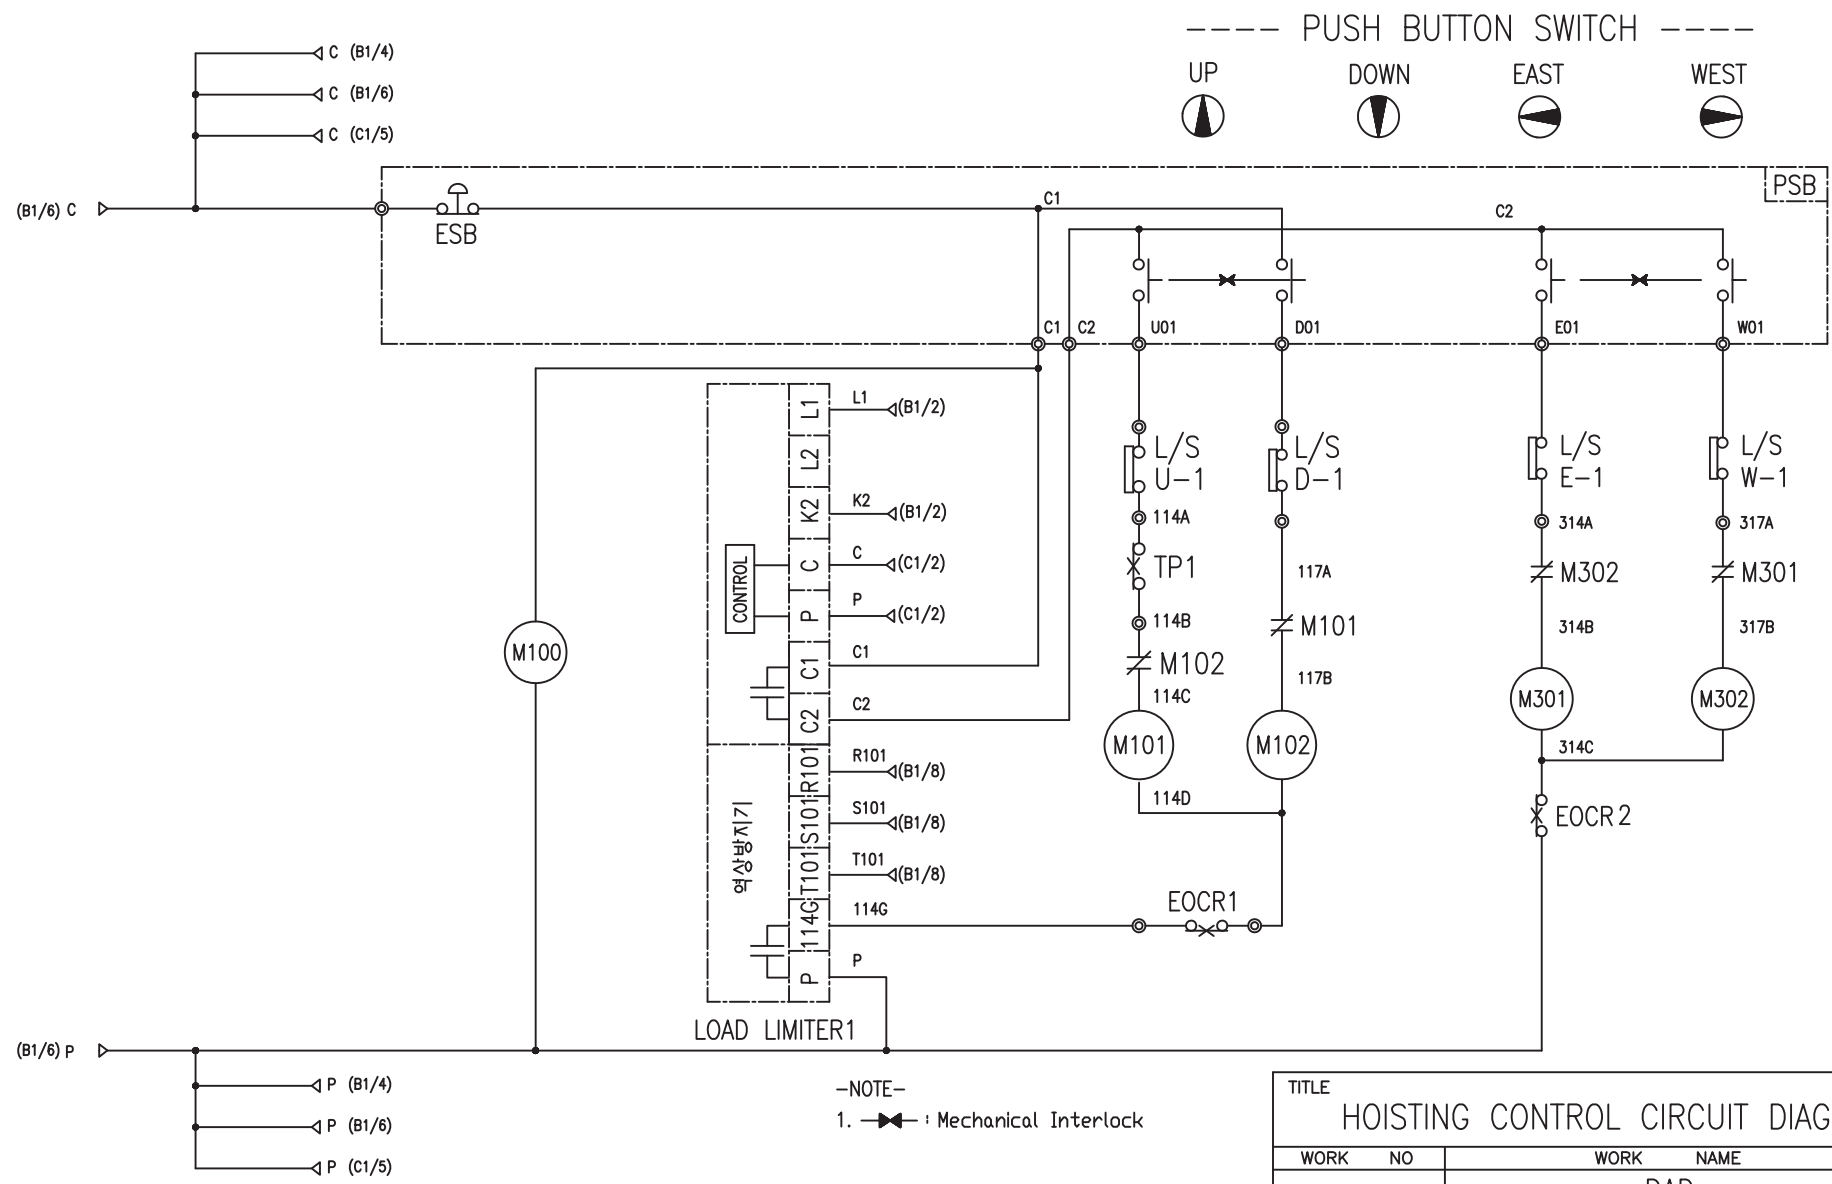 PUSH BUTTON SWITCH
UP DOWN EAST WEST
C (B1/4)
C (B1/6)
C (C1/5)
PSB
(B1/6) C
ESB
C1
C2
C1 C2 U01 D01 E01 W01
L1 L1 (B1/2)
L2
K2 K2 (B1/2)
CONTROL
C C (C1/2)
P P (C1/2)
C1 C1
C2 C2
R101 R101 (B1/8)
S101 S101 (B1/8)
T101 T101 (B1/8)
역상방지기
114G 114G
P P
LOAD LIMITER1
M100
L/S
U-1
114A
TP1
114B
M102
114C
M101
114D
L/S
D-1
117A
M101
117B
M102
EOCR1
L/S
E-1
314A
M302
314B
M301
314C
EOCR2
L/S
W-1
317A
M301
317B
M302
(B1/6) P
P (B1/4)
P (B1/6)
P (C1/5)
-NOTE-
1. : Mechanical Interlock
TITLE
HOISTING CONTROL CIRCUIT DIAG
WORK NO WORK NAME